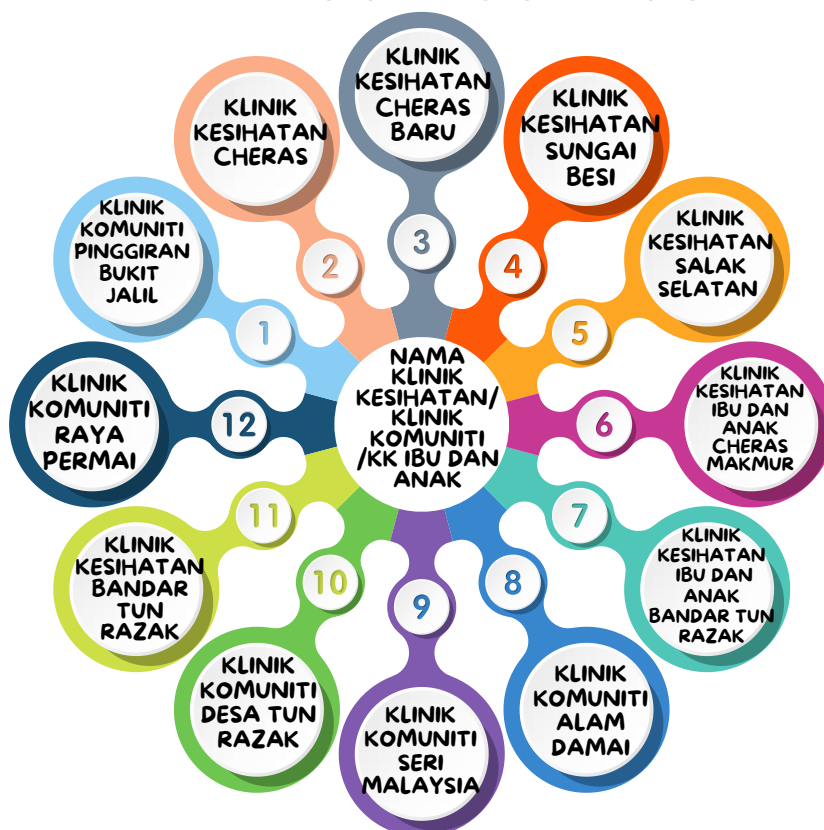 NAMA
KLINIK
KESIHATAN/
KLINIK
KOMUNITI
/KK IBU DAN
ANAK
1
KLINIK
KOMUNITI
PINGGIRAN
BUKIT
JALIL
2
KLINIK
KESIHATAN
CHERAS
3
KLINIK
KESIHATAN
CHERAS
BARU
4
KLINIK
KESIHATAN
SUNGAI
BESI
5
KLINIK
KESIHATAN
SALAK
SELATAN
6
KLINIK
KESIHATAN
IBU DAN
ANAK
CHERAS
MAKMUR
7
KLINIK
KESIHATAN
IBU DAN
ANAK
BANDAR TUN
RAZAK
8
KLINIK
KOMUNITI
ALAM
DAMAI
9
KLINIK
KOMUNITI
SERI
MALAYSIA
10
KLINIK
KOMUNITI
DESA TUN
RAZAK
11
KLINIK
KESIHATAN
BANDAR
TUN
RAZAK
12
KLINIK
KOMUNITI
RAYA
PERMAI